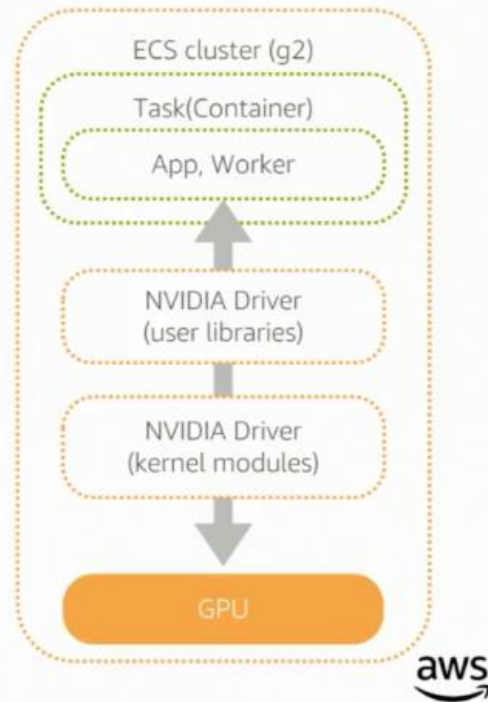 ECS cluster (g2)
Task(Container)
App, Worker
NVIDIA Driver
(user libraries)
NVIDIA Driver
(kernel modules)
GPU
aws